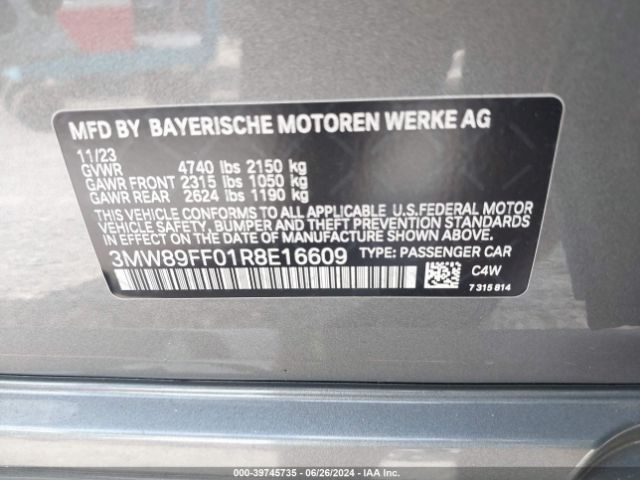 MFD BY BAYERISCHE MOTOREN WERKE AG
11/23
GVWR 4740 lbs 2150 kg
GAWR FRONT 2315 lbs 1050 kg
GAWR REAR 2624 lbs 1190 kg
THIS VEHICLE CONFORMS TO ALL APPLICABLE U.S.FEDERAL MOTOR
VEHICLE SAFETY, BUMPER AND THEFT PREVENTION STANDARDS
IN EFFECT ON THE DATE OF MANUFACTURE SHOWN ABOVE.
3MW89FF01R8E16609 TYPE: PASSENGER CAR
C4W
7 315 814
000-39745735 - 06/26/2024 - IAA Inc.